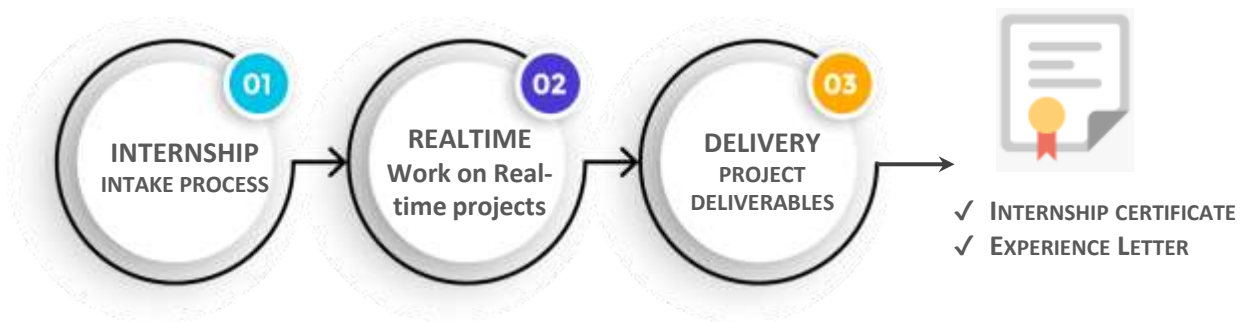 01
INTERNSHIP
INTAKE PROCESS
02
REALTIME
Work on Real-
time projects
03
DELIVERY
PROJECT
DELIVERABLES
✓ INTERNSHIP CERTIFICATE
✓ EXPERIENCE LETTER